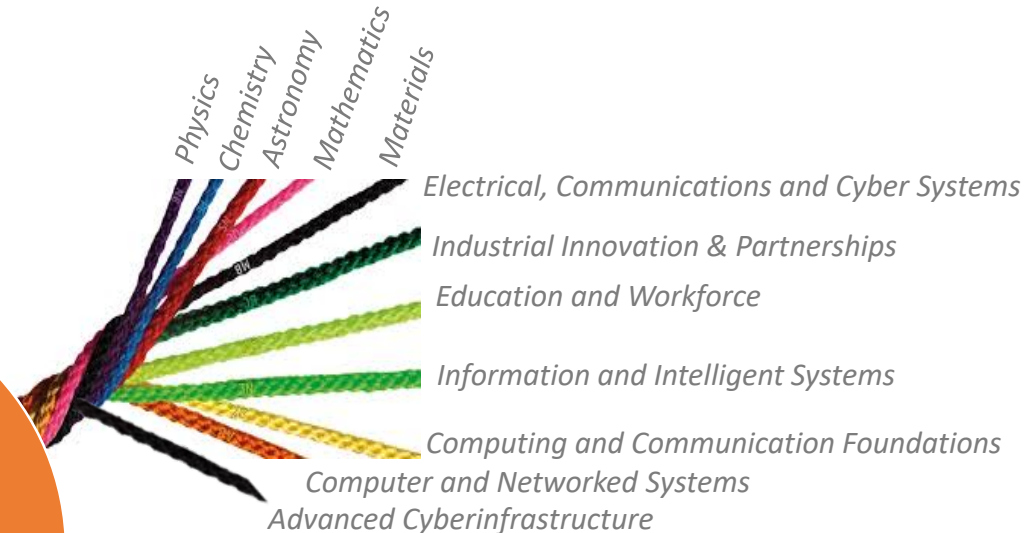 Physics
Chemistry
Astronomy
Mathematics
Materials
Electrical, Communications and Cyber Systems
Industrial Innovation & Partnerships
Education and Workforce
Information and Intelligent Systems
Computing and Communication Foundations
Computer and Networked Systems
Advanced Cyberinfrastructure